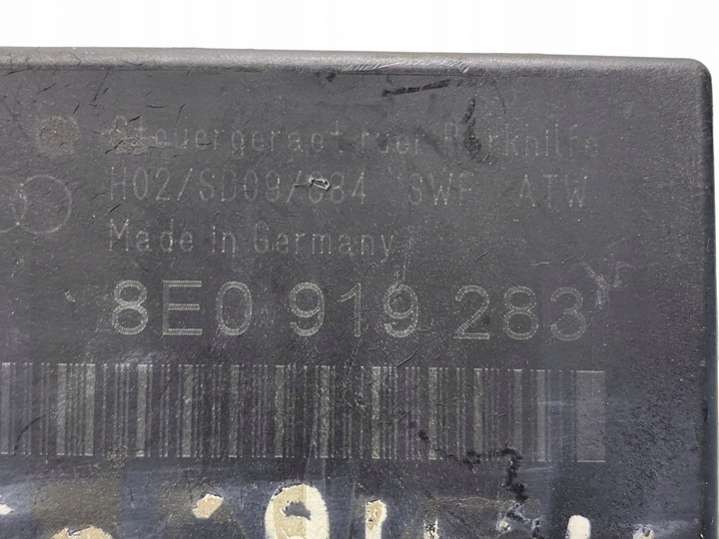 Steuergeraet fuer Parkhilfe
H02/SD09/684 SWF ATW
Made in Germany
8E0 919 283